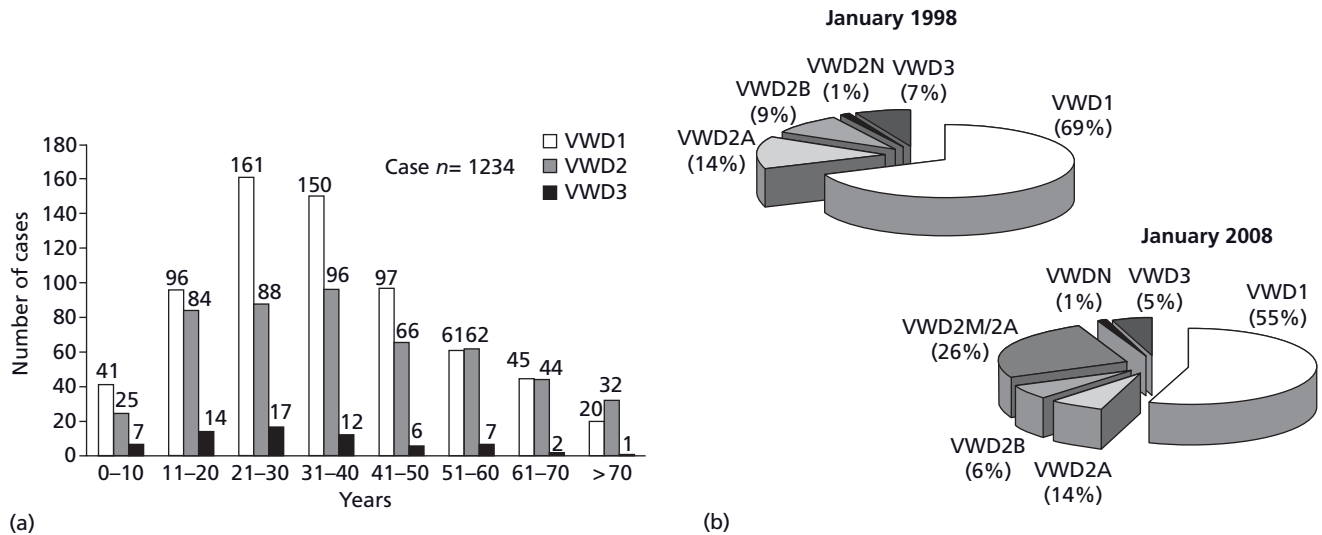 180
160
140
120
100
80
60
40
20
0
Number of cases
41
25
7
96
84
14
161
88
17
150
96
12
97
66
6
61
62
7
45
44
2
20
32
1
0–10
11–20
21–30
31–40
41–50
51–60
61–70
>70
Years
Case n= 1234
VWD1
VWD2
VWD3
(a)
January 1998
VWD2N
(1%)
VWD3
(7%)
VWD2B
(9%)
VWD2A
(14%)
VWD1
(69%)
January 2008
VWDN
(1%)
VWD3
(5%)
VWD1
(55%)
VWD2M/2A
(26%)
VWD2B
(6%)
VWD2A
(14%)
(b)